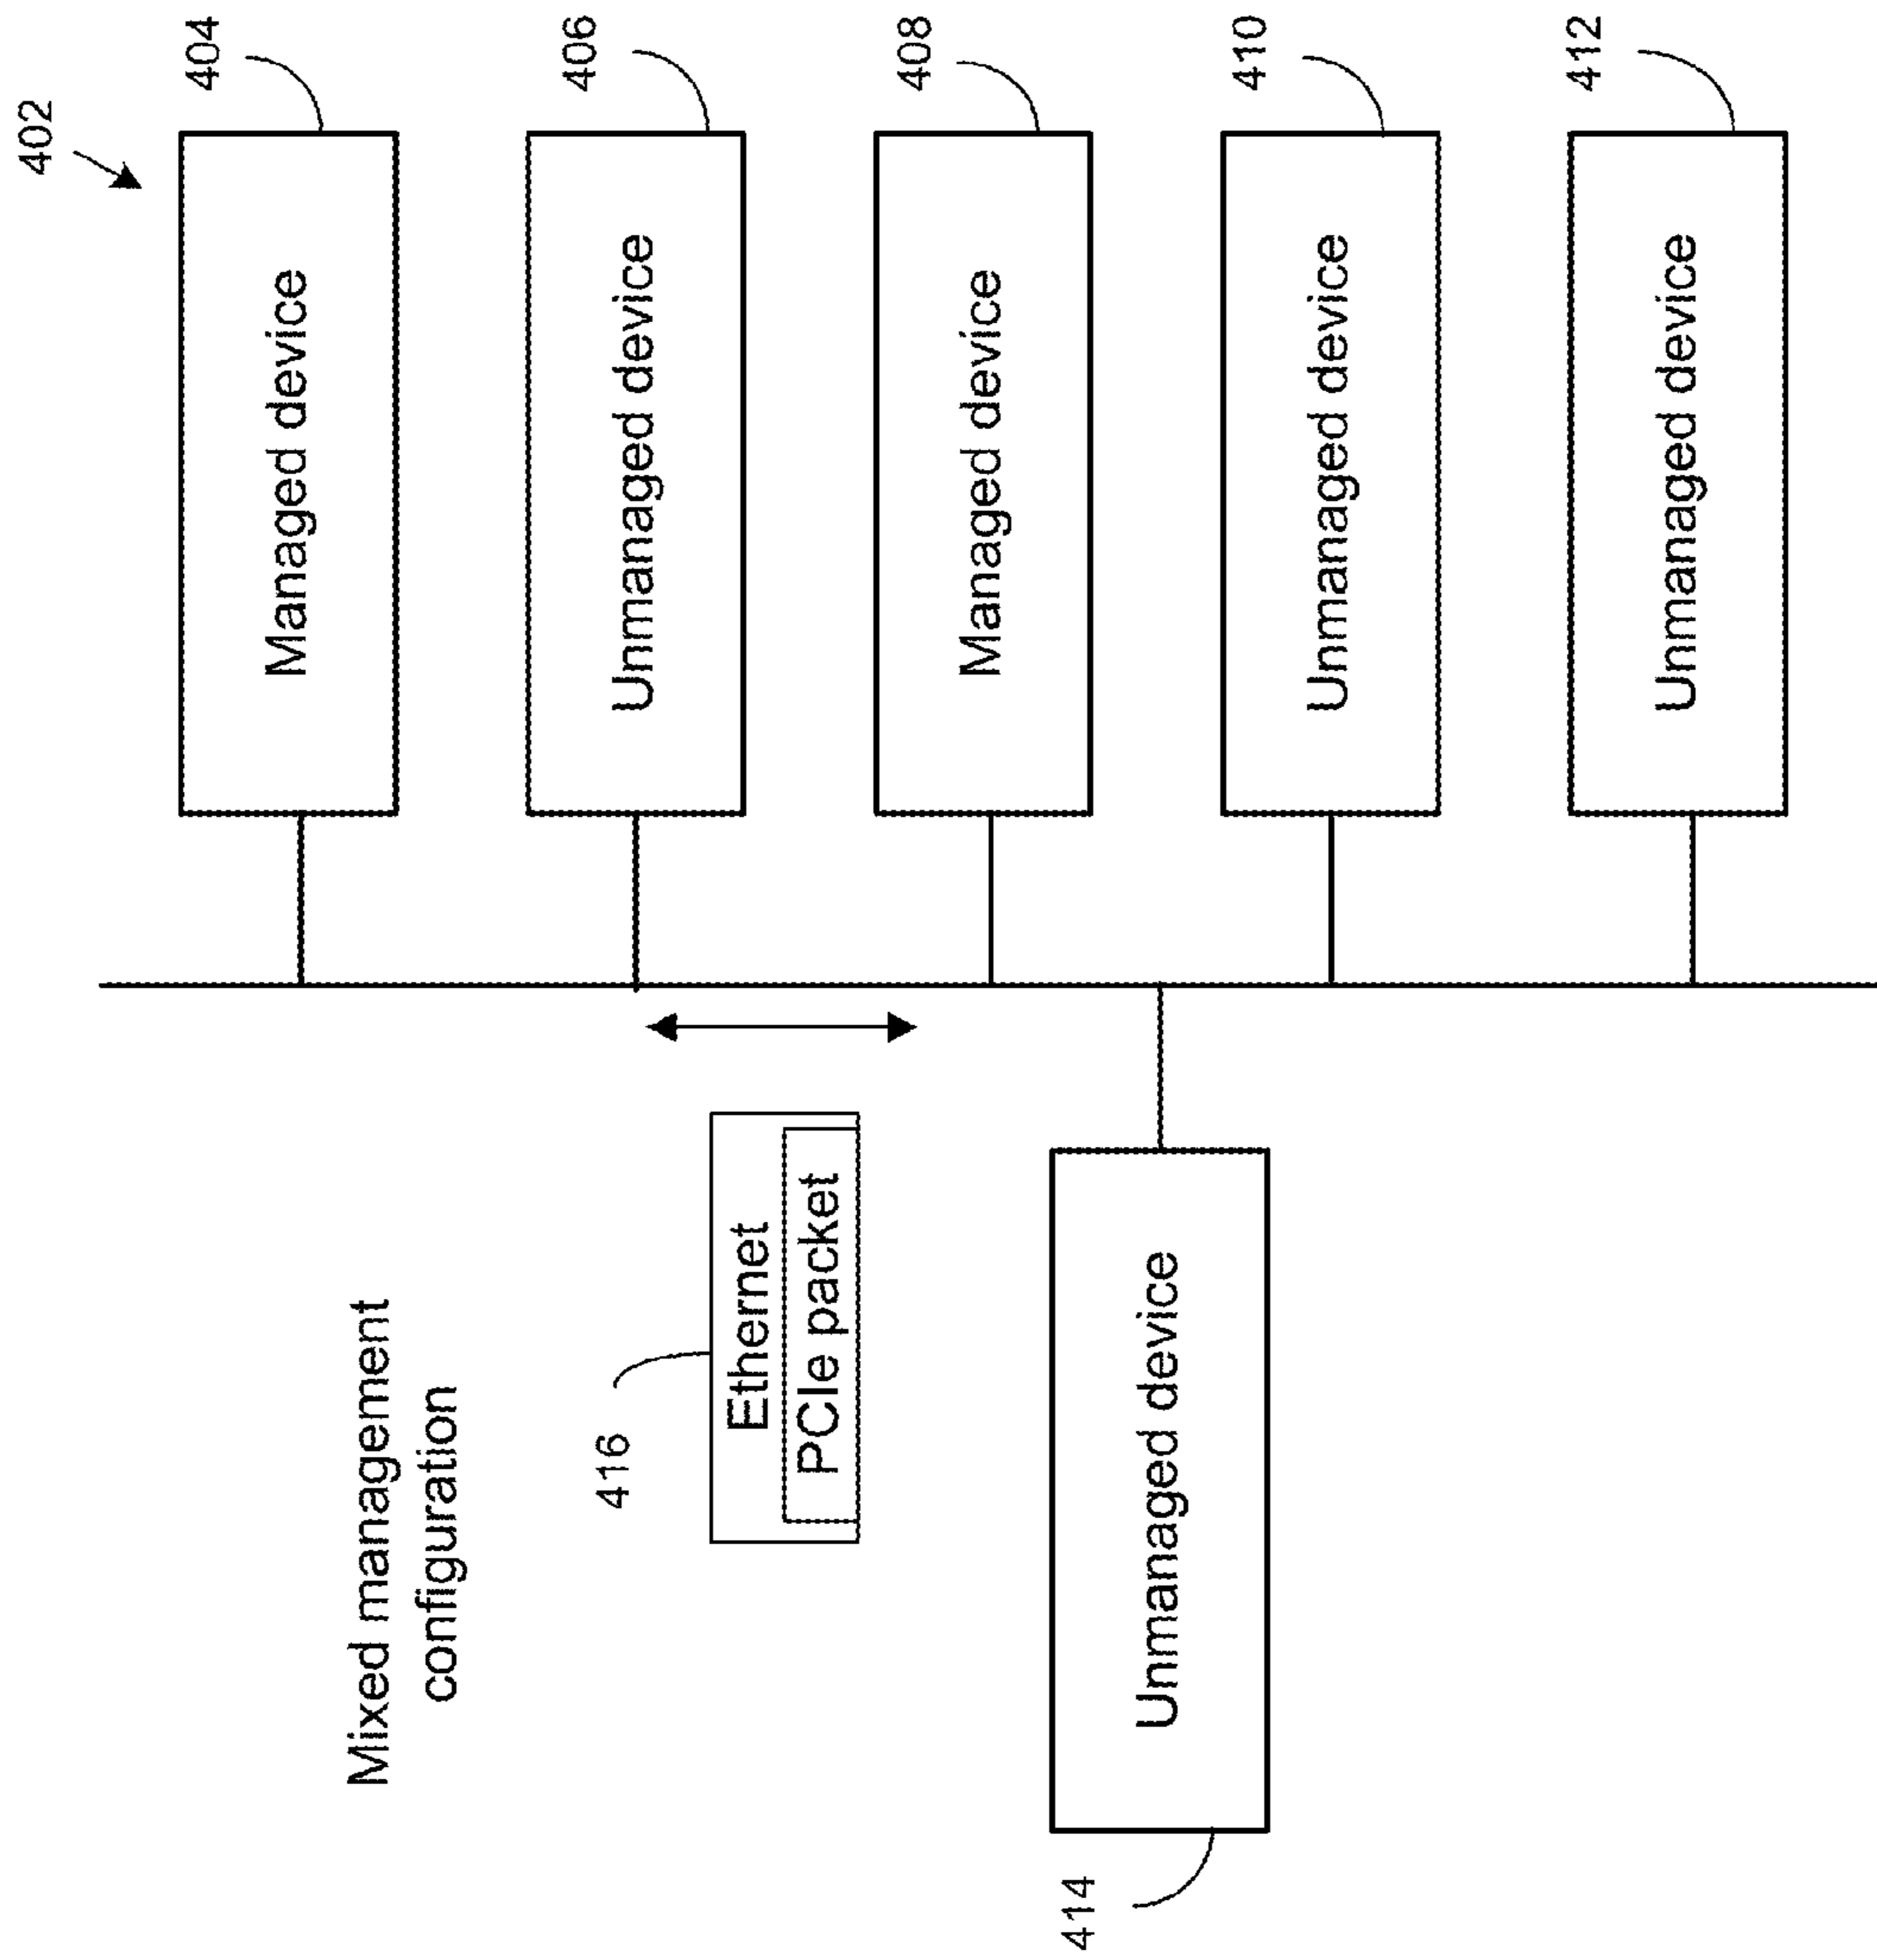 402
404
Managed device
406
Unmanaged device
408
Managed device
410
Unmanaged device
412
Unmanaged device
Mixed management
configuration
416
Ethernet
PCIe packet
414
Unmanaged device